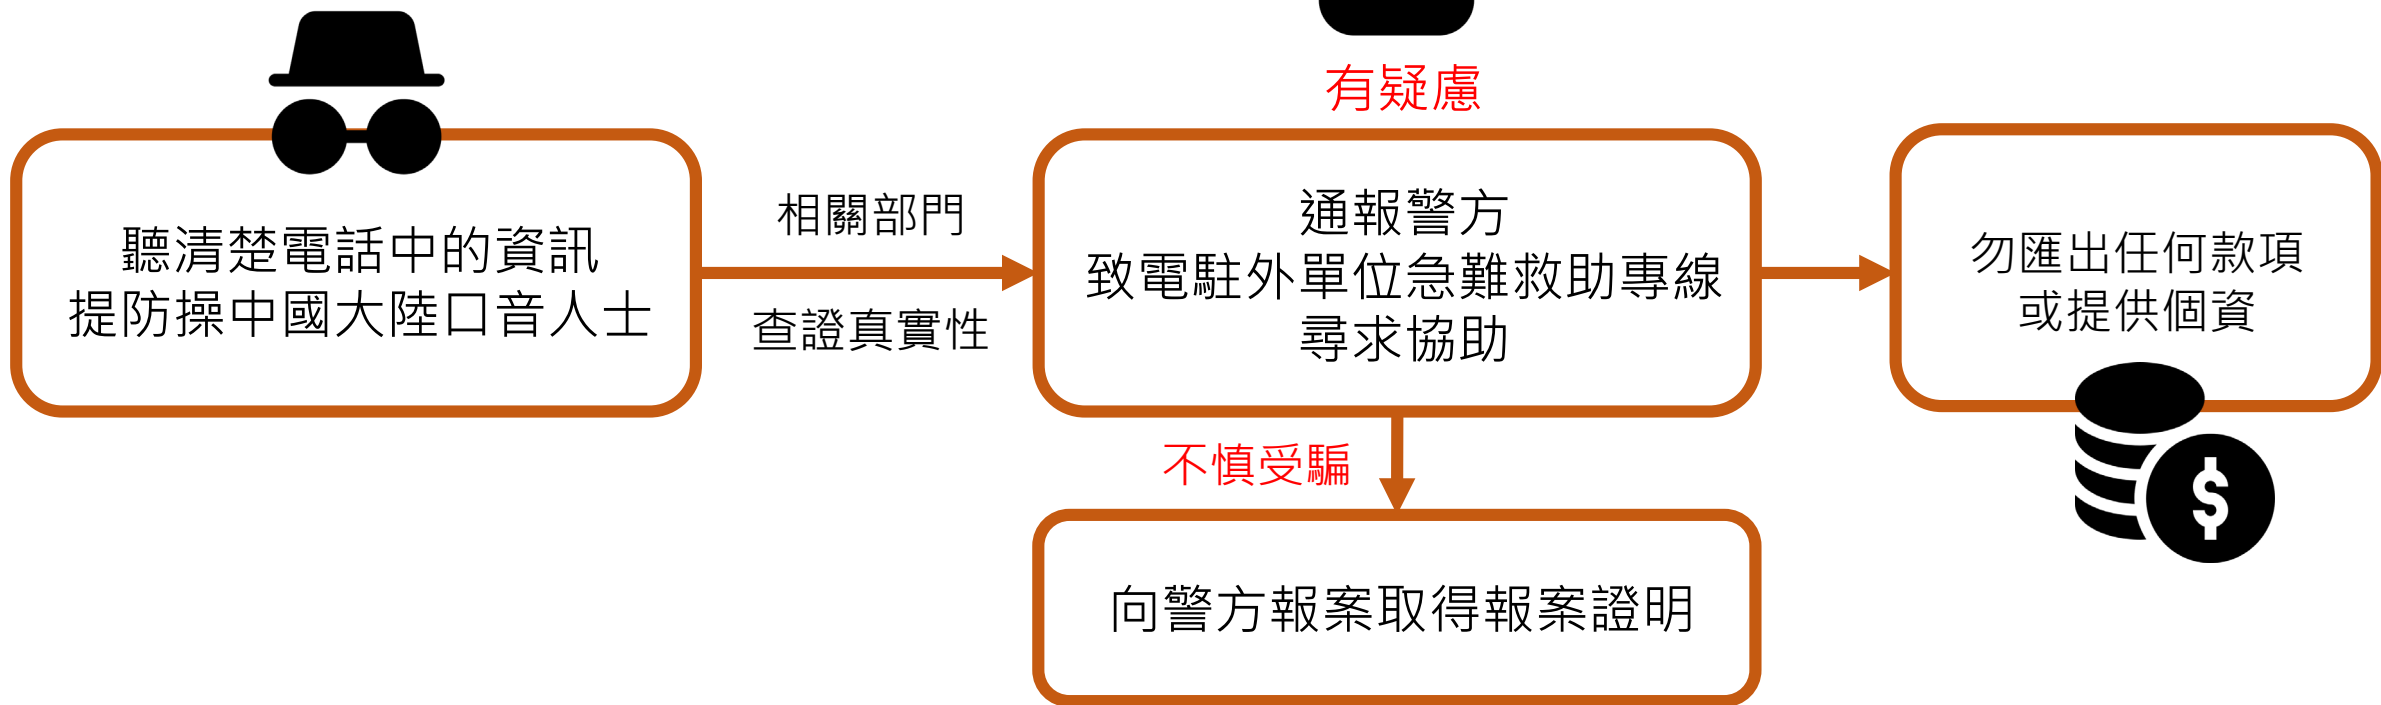 有疑慮
聽清楚電話中的資訊
提防操中國大陸口音人士
相關部門
查證真實性
通報警方
致電駐外單位急難救助專線
尋求協助
勿匯出任何款項
或提供個資
不慎受騙
向警方報案取得報案證明
$